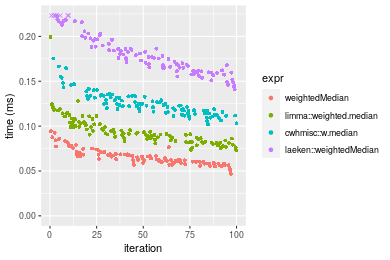 0.20
0.15
0.10
0.05
0.00
time (ms)
0
25
50
75
100
iteration
expr
weightedMedian
limma::weighted.median
cwhmisc::w.median
laeken::weightedMedian